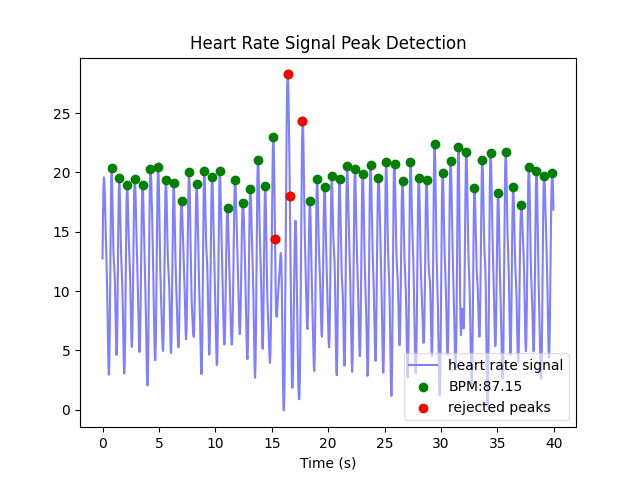 Heart Rate Signal Peak Detection
25
20
15
10
5
0
heart rate signal
BPM:87.15
rejected peaks
0 5 10 15 20 25 30 35 40
Time (s)